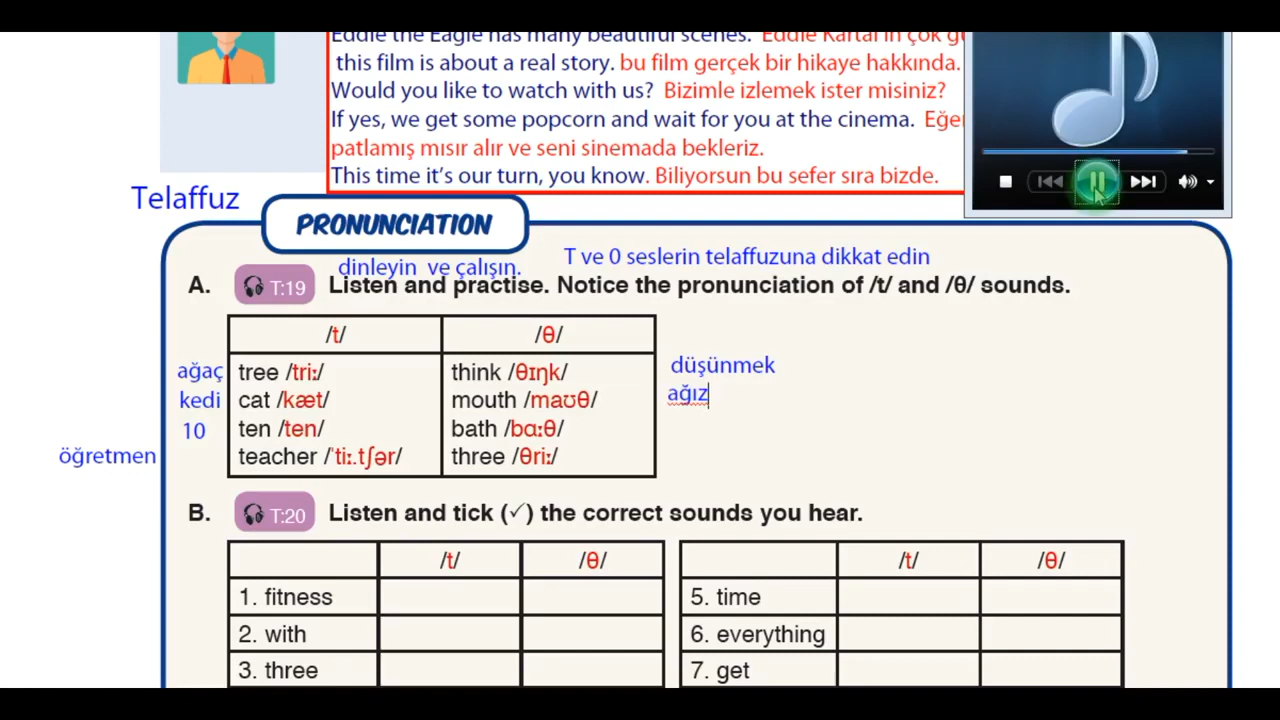 Eddie the Eagle has many beautiful scenes. Eddie Kartal'ın çok
this film is about a real story. bu film gerçek bir hikaye hakkında.
Would you like to watch with us? Bizimle izlemek ister misiniz?
If yes, we get some popcorn and wait for you at the cinema. Eğer
patlamış mısır alır ve seni sinemada bekleriz.
This time it's our turn, you know. Biliyorsun bu sefer sıra bizde.
Telaffuz
PRONUNCIATION
T ve 0 seslerin telaffuzuna dikkat edin
dinleyin ve çalışın.
A. T:19 Listen and practise. Notice the pronunciation of /t/ and /θ/ sounds.
/t/ /θ/
ağaç tree /triː/ think /θɪŋk/ düşünmek
kedi cat /kæt/ mouth /maʊθ/ ağız
10 ten /ten/ bath /bɑːθ/
öğretmen teacher /ˈtiː.tʃər/ three /θriː/
B. T:20 Listen and tick (✓) the correct sounds you hear.
/t/ /θ/ /t/ /θ/
1. fitness 5. time
2. with 6. everything
3. three 7. get